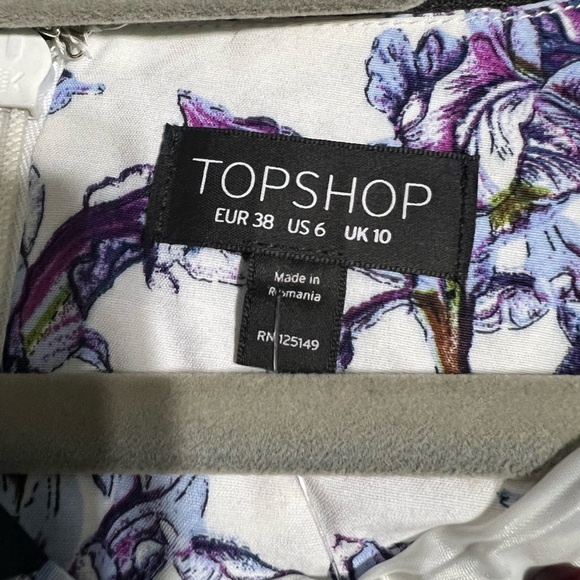 TOPSHOP
EUR 38 US 6 UK 10
Made in
Romania
RN 125149